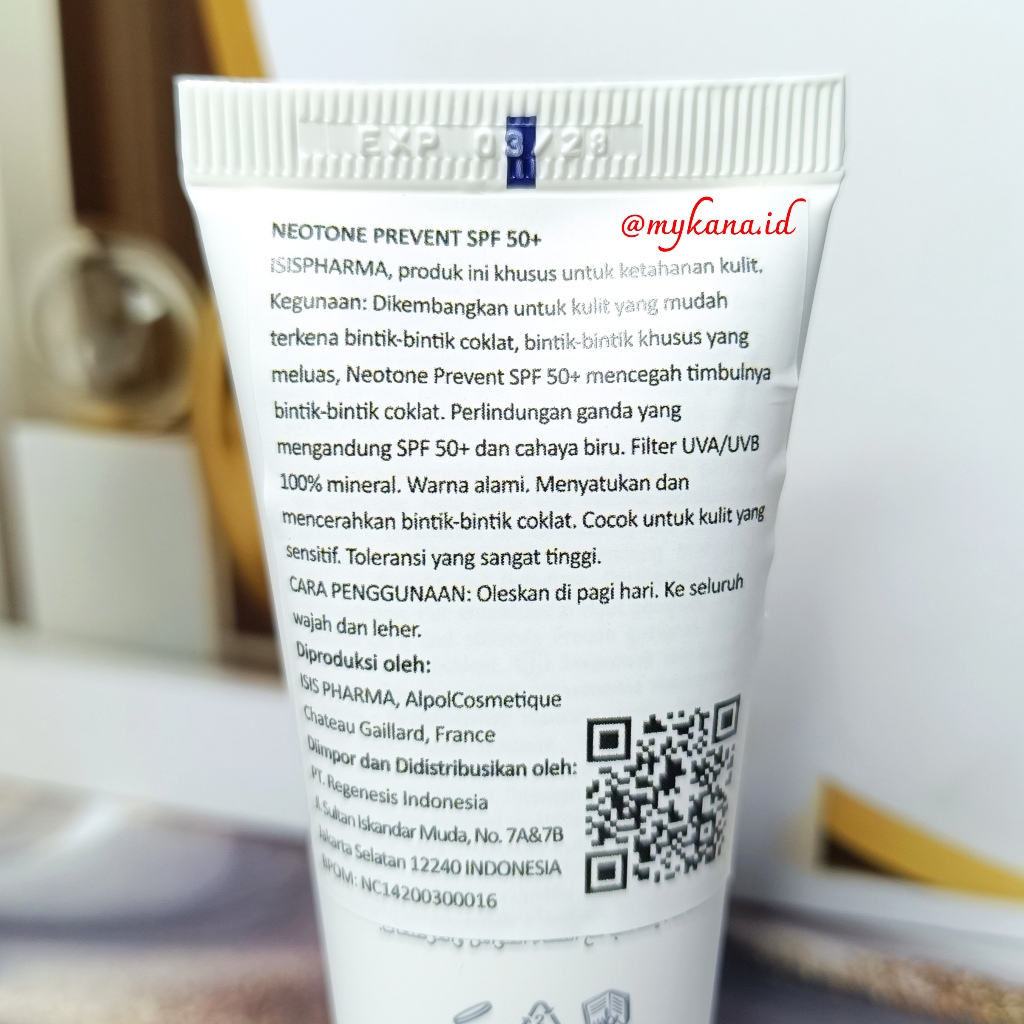 EXP 03/28
@mykana.id
NEOTONE PREVENT SPF 50+
ISISPHARMA, produk ini khusus untuk ketahanan kulit.
Kegunaan: Dikembangkan untuk kulit yang mudah
terkena bintik-bintik coklat, bintik-bintik khusus yang
meluas, Neotone Prevent SPF 50+ mencegah timbulnya
bintik-bintik coklat. Perlindungan ganda yang
mengandung SPF 50+ dan cahaya biru. Filter UVA/UVB
100% mineral. Warna alami. Menyatukan dan
mencerahkan bintik-bintik coklat. Cocok untuk kulit yang
sensitif. Toleransi yang sangat tinggi.
CARA PENGGUNAAN: Oleskan di pagi hari. Ke seluruh
wajah dan leher.
Diproduksi oleh:
ISIS PHARMA, AlpolCosmetique
Chateau Gaillard, France
Diimpor dan Didistribusikan oleh:
PT. Regenesis Indonesia
Jl. Sultan Iskandar Muda, No. 7A&7B
Jakarta Selatan 12240 INDONESIA
BPOM: NC14200300016